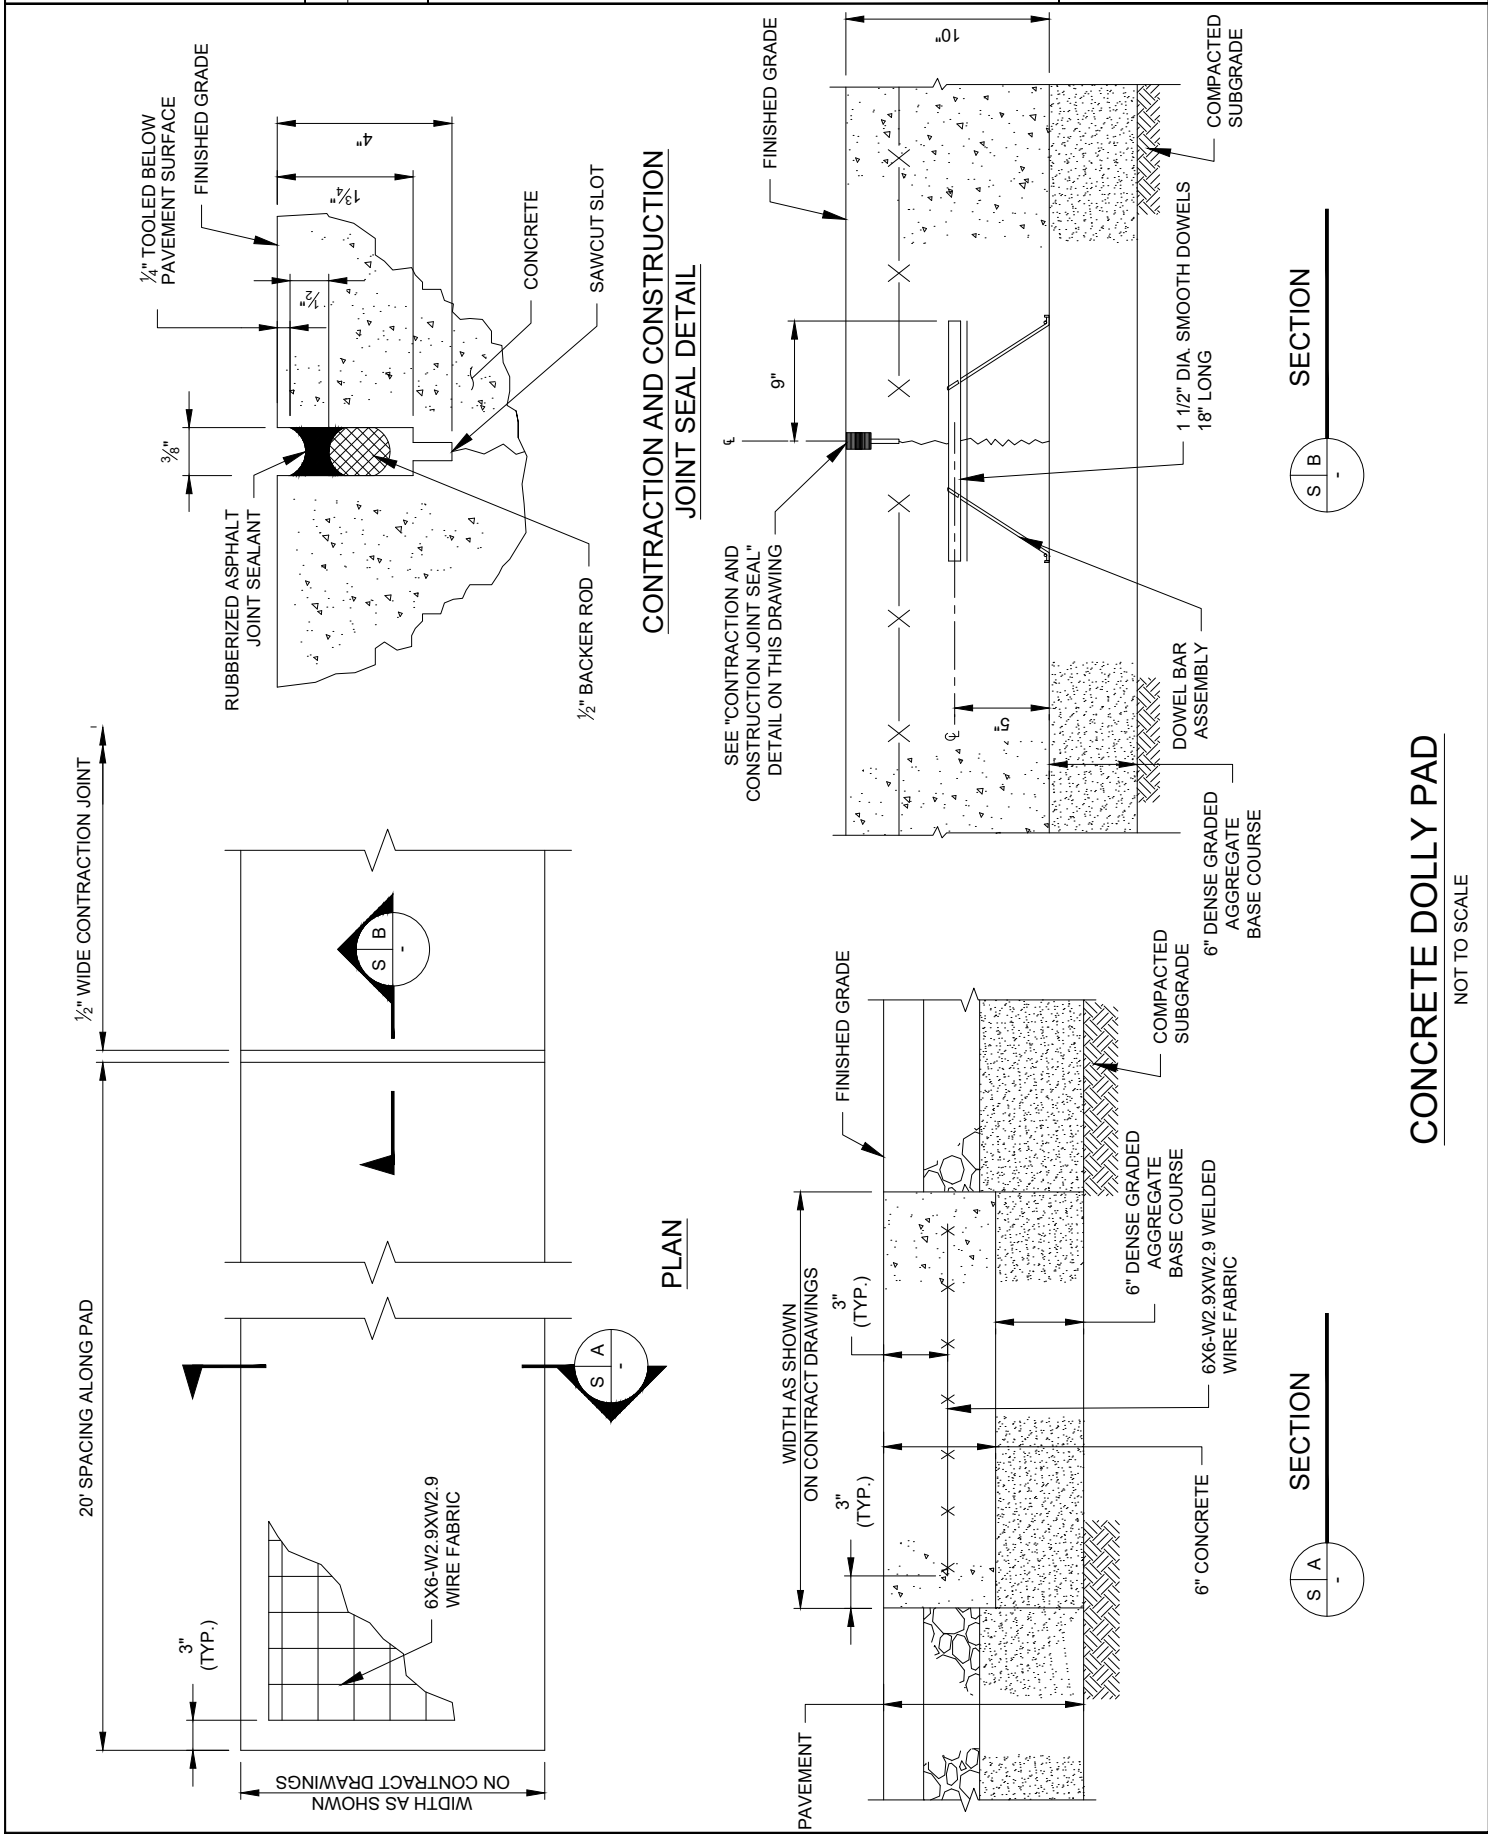 20' SPACING ALONG PAD
½" WIDE CONTRACTION JOINT
3"
(TYP.)
WIDTH AS SHOWN
ON CONTRACT DRAWINGS
6X6-W2.9XW2.9
WIRE FABRIC
S A
-
S B
-
PLAN
RUBBERIZED ASPHALT
JOINT SEALANT
⅜"
¼" TOOLED BELOW
PAVEMENT SURFACE
FINISHED GRADE
½"
1¾"
4"
½" BACKER ROD
CONCRETE
SAWCUT SLOT
CONTRACTION AND CONSTRUCTION
JOINT SEAL DETAIL
PAVEMENT
WIDTH AS SHOWN
ON CONTRACT DRAWINGS
3"
(TYP.)
3"
(TYP.)
FINISHED GRADE
6" CONCRETE
6X6-W2.9XW2.9 WELDED
WIRE FABRIC
6" DENSE GRADED
AGGREGATE
BASE COURSE
COMPACTED
SUBGRADE
S A
-
SECTION
SEE "CONTRACTION AND
CONSTRUCTION JOINT SEAL"
DETAIL ON THIS DRAWING
℄
9"
FINISHED GRADE
10"
℄
5"
6" DENSE GRADED
AGGREGATE
BASE COURSE
DOWEL BAR
ASSEMBLY
1 1/2" DIA. SMOOTH DOWELS
18" LONG
COMPACTED
SUBGRADE
S B
-
SECTION
CONCRETE DOLLY PAD
NOT TO SCALE